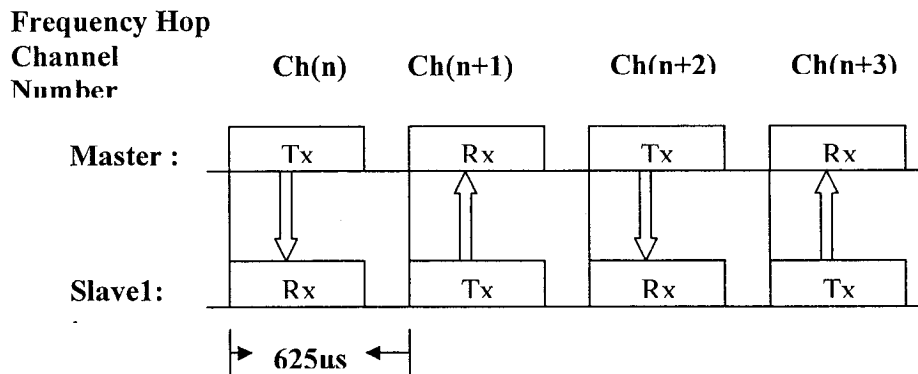 Frequency Hop
Channel
Number
Ch(n) Ch(n+1) Ch(n+2) Ch(n+3)
Master : Tx Rx Tx Rx
Slave1: Rx Tx Rx Tx
625us